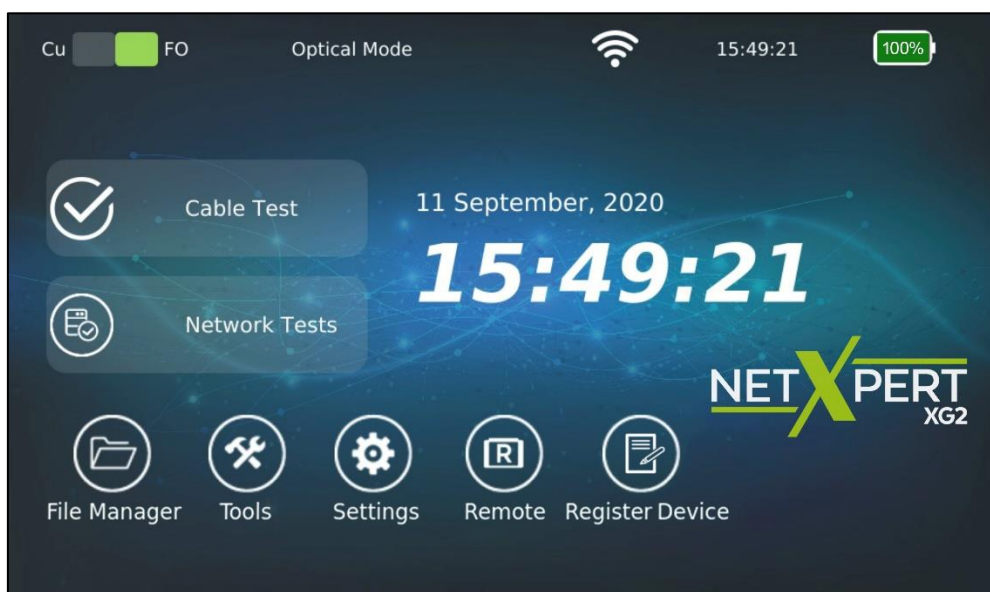 Cu FO Optical Mode 15:49:21 100%
Cable Test
11 September, 2020
15:49:21
Network Tests
NETXPERT
XG2
R
File Manager Tools Settings Remote Register Device